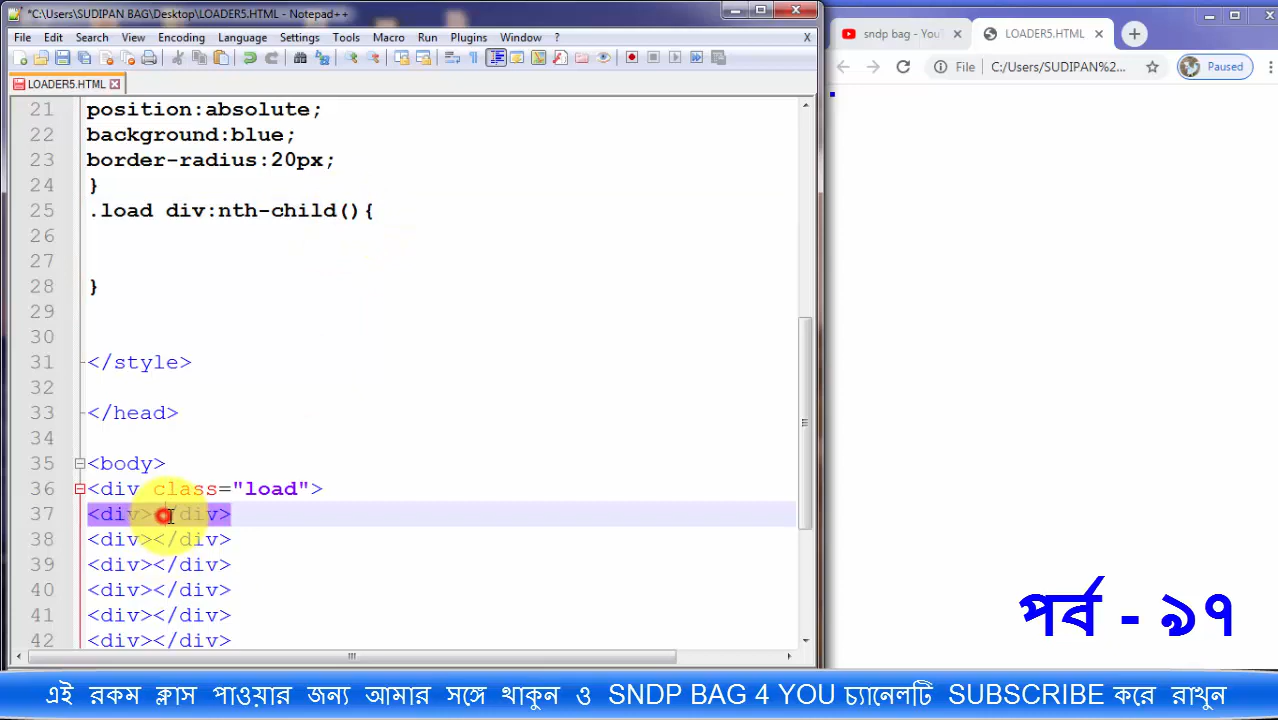 *C:\Users\SUDIPAN BAG\Desktop\LOADER5.HTML - Notepad++
File Edit Search View Encoding Language Settings Tools Macro Run Plugins Window ? X
LOADER5.HTML
21 position:absolute;
22 background:blue;
23 border-radius:20px;
24 }
25 .load div:nth-child(){
26
27
28 }
29
30
31 </style>
32
33 </head>
34
35 <body>
36 <div class="load">
37 <div></div>
38 <div></div>
39 <div></div>
40 <div></div>
41 <div></div>
42 <div></div>
sndp bag - You LOADER5.HTML
File C:/Users/SUDIPAN%2... Paused
পর্ব - ৯৭
এই রকম ক্লাস পাওয়ার জন্য আমার সঙ্গে থাকুন ও SNDP BAG 4 YOU চ্যানেলটি SUBSCRIBE করে রাখুন